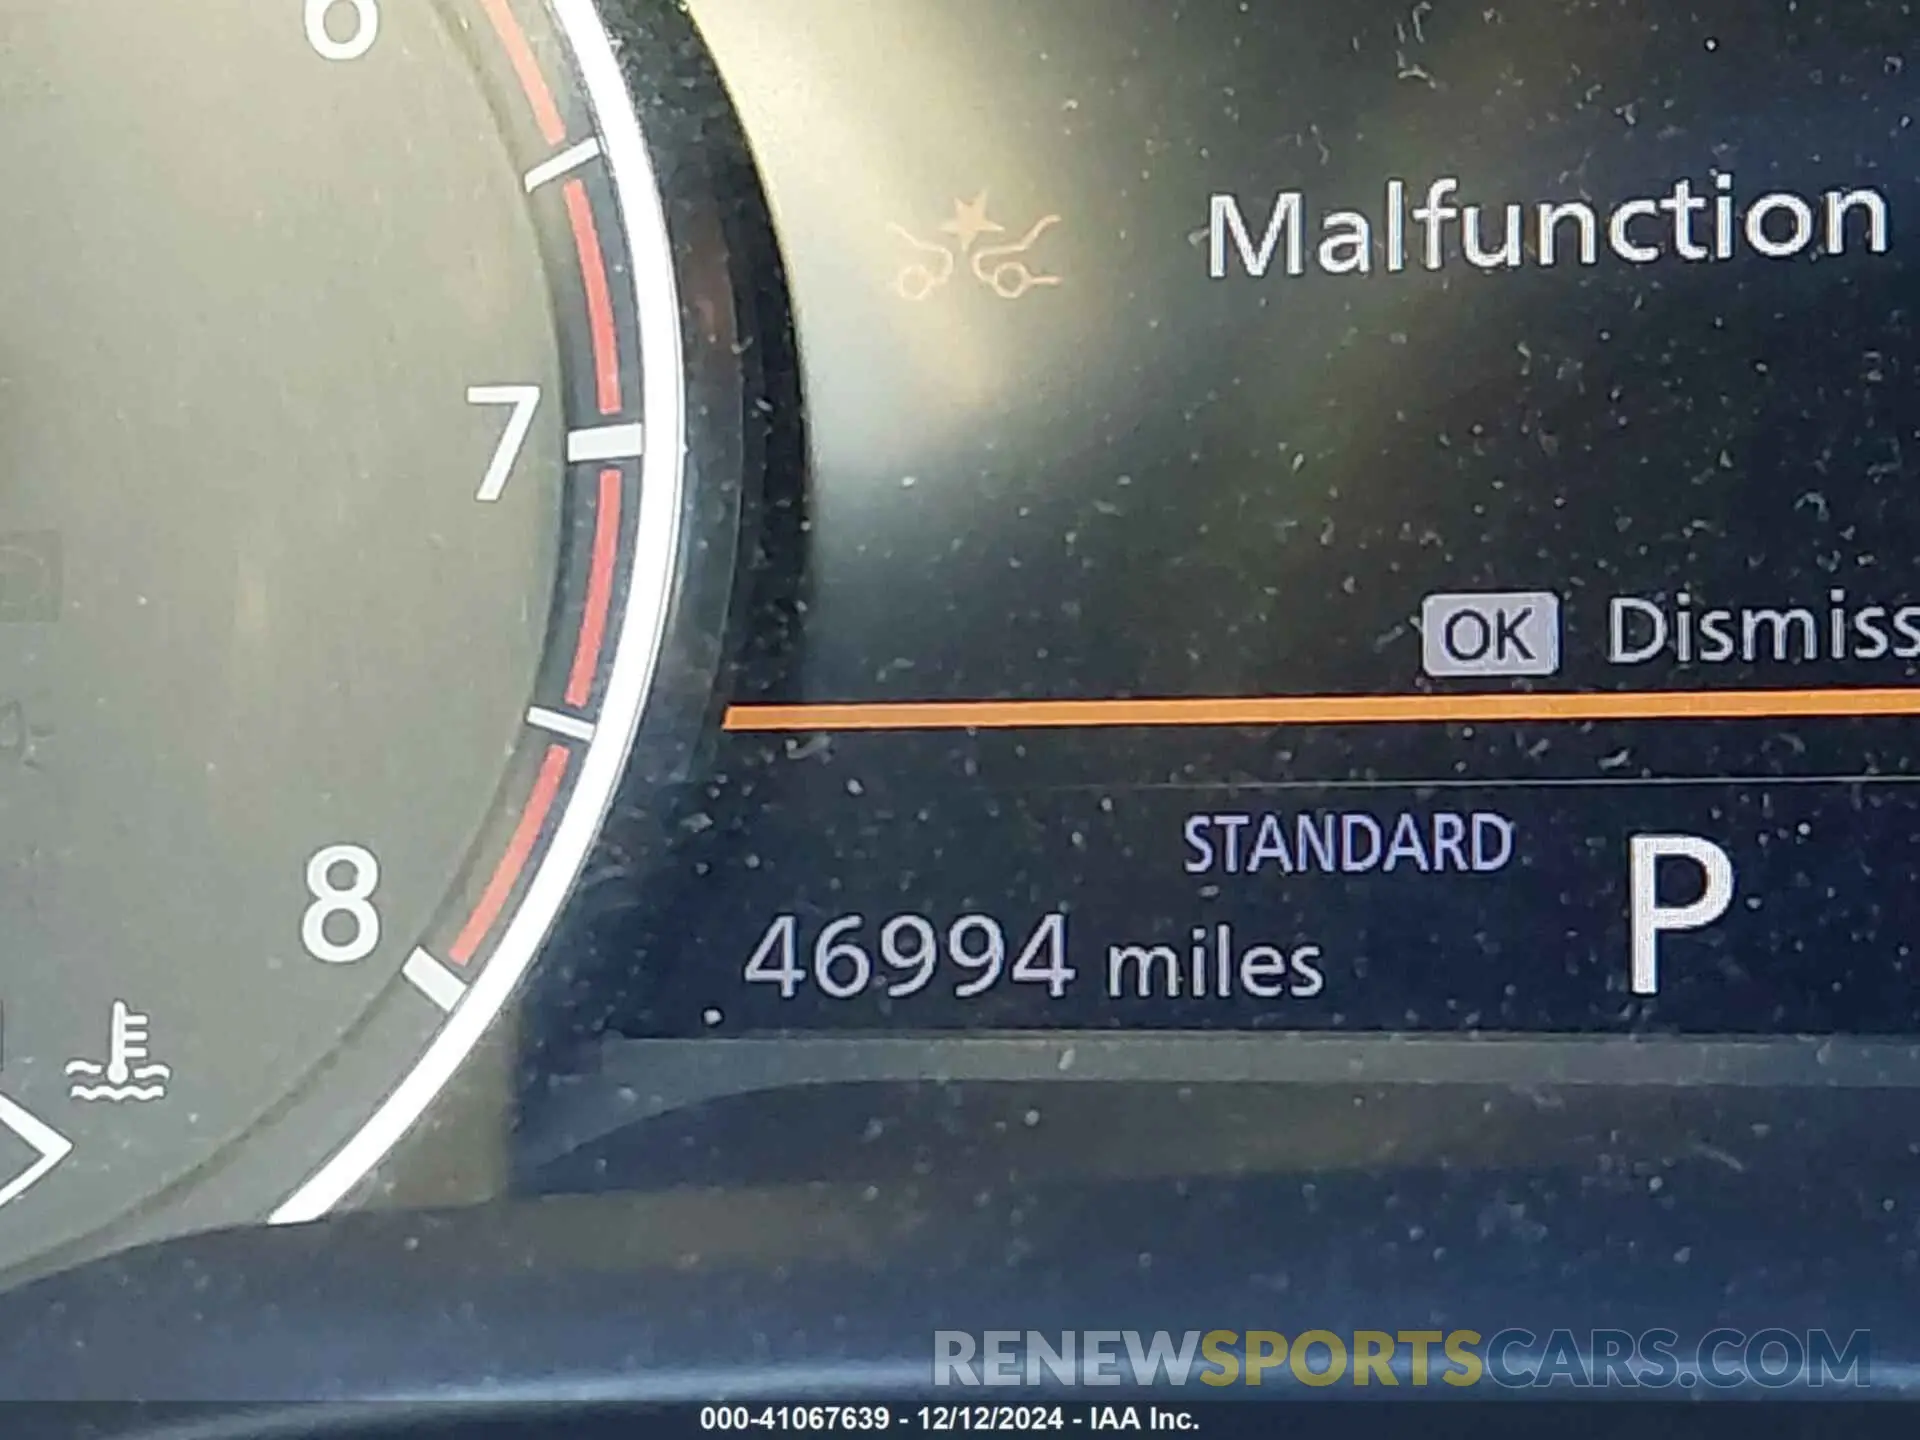 6
Malfunction
7
OK Dismiss
STANDARD
P
8
46994 miles
RENEWSPORTSCARS.COM
000-41067639 - 12/12/2024 - IAA Inc.